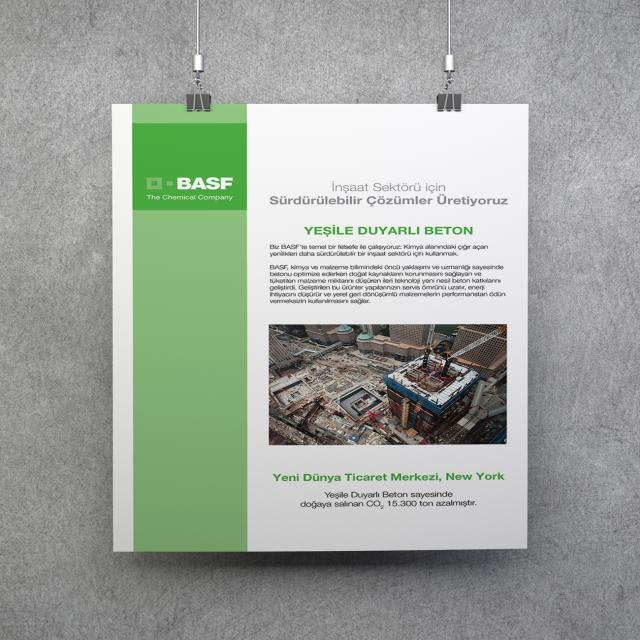 BASF
The Chemical Company
İnşaat Sektörü için
Sürdürülebilir Çözümler Üretiyoruz
YEŞİLE DUYARLI BETON
Biz BASF'te temel bir felsefe ile çalışıyoruz: Kimya alanındaki çığır açan
yenilikleri daha sürdürülebilir bir inşaat sektörü için kullanmak.
BASF, kimya ve malzeme bilimindeki öncü yaklaşımı ve uzmanlığı sayesinde
betonu optimize ederken doğal kaynakların korunmasını sağlayan ve
tüketilen malzeme miktarını düşüren ileri teknoloji yeni nesil beton katkılarını
geliştirdi. Geliştirilen bu ürünler yapılarınızın servis ömrünü uzatır, enerji
ihtiyacını düşürür ve yerel geri dönüşümlü malzemelerin performanstan ödün
vermeksizin kullanılmasını sağlar.
Yeni Dünya Ticaret Merkezi, New York
Yeşile Duyarlı Beton sayesinde
doğaya salınan CO₂ 15.300 ton azalmıştır.